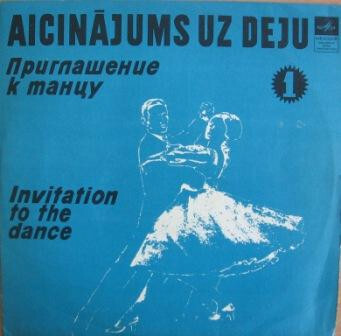 AICINĀJUMS UZ DEJU
Приглашение
к танцу
1
Invitation
to the
dance